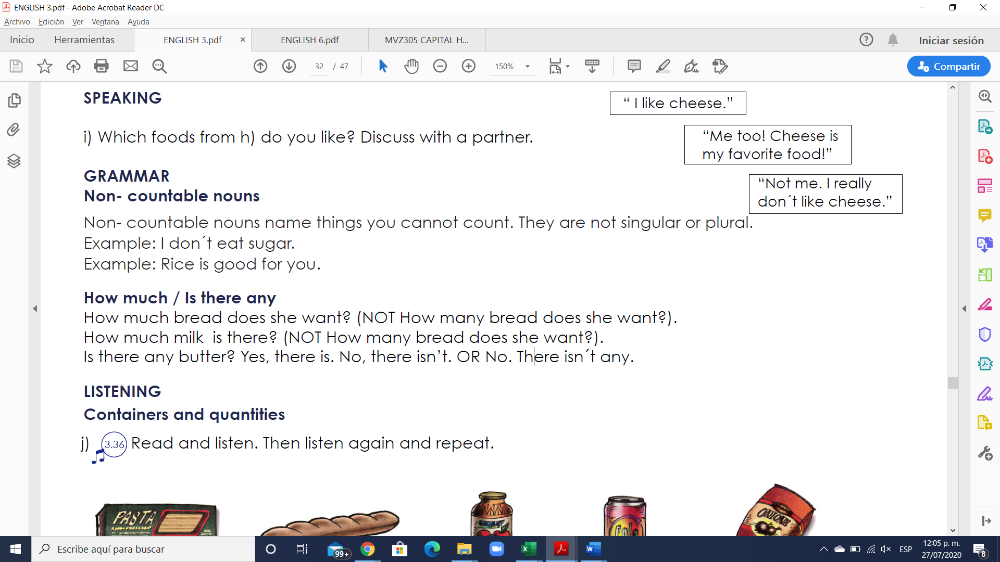 ENGLISH 3.pdf - Adobe Acrobat Reader DC
Archivo Edición Ver Ventana Ayuda
Inicio Herramientas ENGLISH 3.pdf × ENGLISH 6.pdf MVZ305 CAPITAL H... Iniciar sesión
32 / 47 150% Compartir
SPEAKING
“ I like cheese.”
i) Which foods from h) do you like? Discuss with a partner.
“Me too! Cheese is
my favorite food!”
GRAMMAR
Non- countable nouns
“Not me. I really
don´t like cheese.”
Non- countable nouns name things you cannot count. They are not singular or plural.
Example: I don´t eat sugar.
Example: Rice is good for you.
How much / Is there any
How much bread does she want? (NOT How many bread does she want?).
How much milk is there? (NOT How many bread does she want?).
Is there any butter? Yes, there is. No, there isn’t. OR No. There isn´t any.
LISTENING
Containers and quantities
j) 3.36 Read and listen. Then listen again and repeat.
PASTA
Cola
Escribe aquí para buscar
99+
ESP
12:05 p. m.
27/07/2020
8